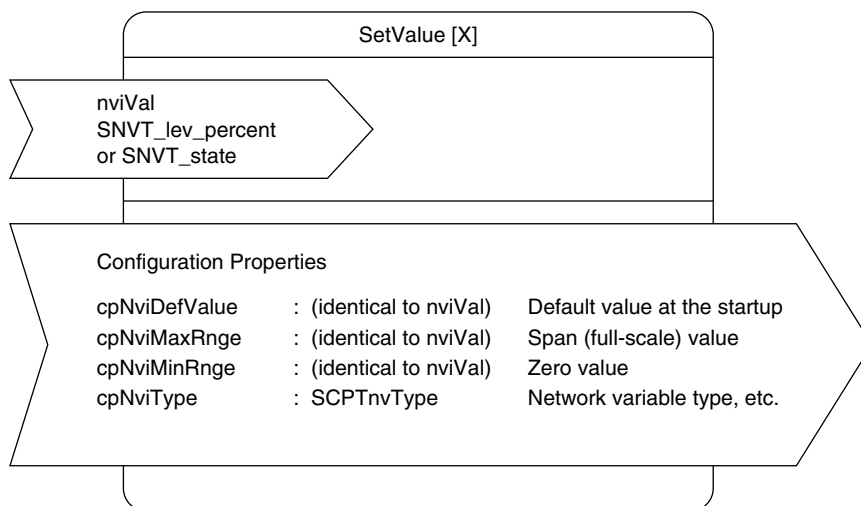 SetValue [X]
nviVal
SNVT_lev_percent
or SNVT_state
Configuration Properties
cpNviDefValue : (identical to nviVal) Default value at the startup
cpNviMaxRnge : (identical to nviVal) Span (full-scale) value
cpNviMinRnge : (identical to nviVal) Zero value
cpNviType : SCPTnvType Network variable type, etc.